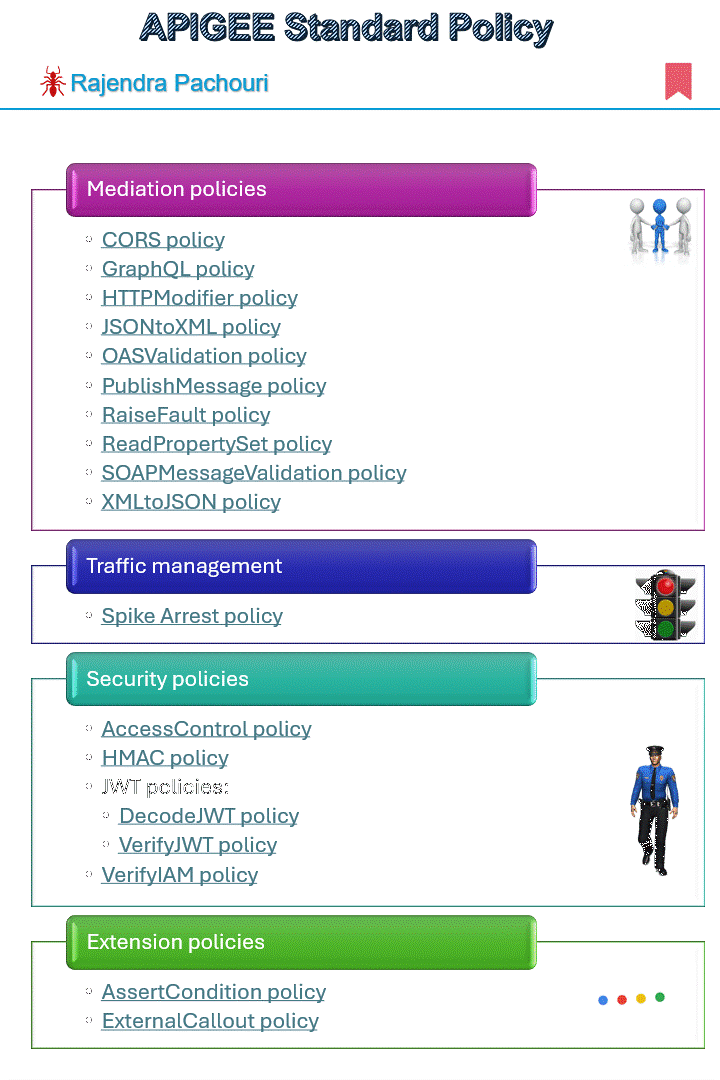 APIGEE Standard Policy
Rajendra Pachouri
Mediation policies
CORS policy
GraphQL policy
HTTPModifier policy
JSONtoXML policy
OASValidation policy
PublishMessage policy
RaiseFault policy
ReadPropertySet policy
SOAPMessageValidation policy
XMLtoJSON policy
Traffic management
Spike Arrest policy
Security policies
AccessControl policy
HMAC policy
JWT policies:
DecodeJWT policy
VerifyJWT policy
VerifyIAM policy
Extension policies
AssertCondition policy
ExternalCallout policy